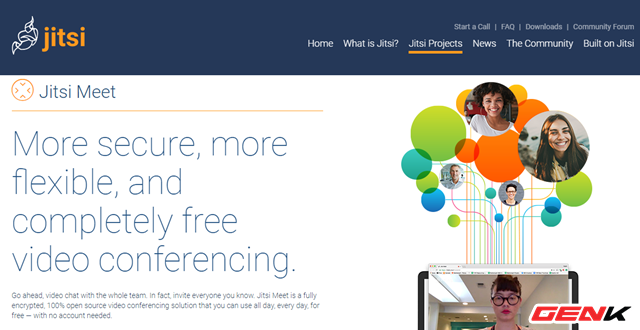 Start a Call | FAQ | Downloads | Community Forum
jitsi
Home What is Jitsi? Jitsi Projects News The Community Built on Jitsi
Jitsi Meet
More secure, more
flexible, and
completely free
video conferencing.
Go ahead, video chat with the whole team. In fact, invite everyone you know. Jitsi Meet is a fully
encrypted, 100% open source video conferencing solution that you can use all day, every day, for
free — with no account needed.
GENK